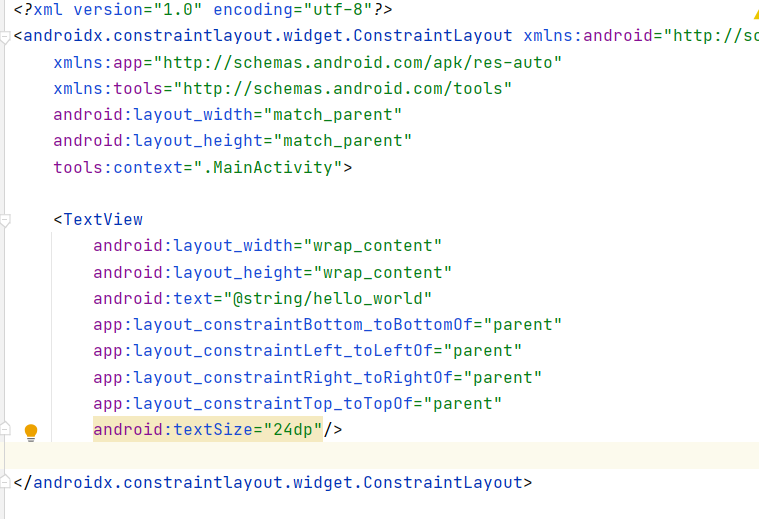 <?xml version="1.0" encoding="utf-8"?>
<androidx.constraintlayout.widget.ConstraintLayout xmlns:android="http://sc
xmlns:app="http://schemas.android.com/apk/res-auto"
xmlns:tools="http://schemas.android.com/tools"
android:layout_width="match_parent"
android:layout_height="match_parent"
tools:context=".MainActivity">
<TextView
android:layout_width="wrap_content"
android:layout_height="wrap_content"
android:text="@string/hello_world"
app:layout_constraintBottom_toBottomOf="parent"
app:layout_constraintLeft_toLeftOf="parent"
app:layout_constraintRight_toRightOf="parent"
app:layout_constraintTop_toTopOf="parent"
android:textSize="24dp"/>
</androidx.constraintlayout.widget.ConstraintLayout>